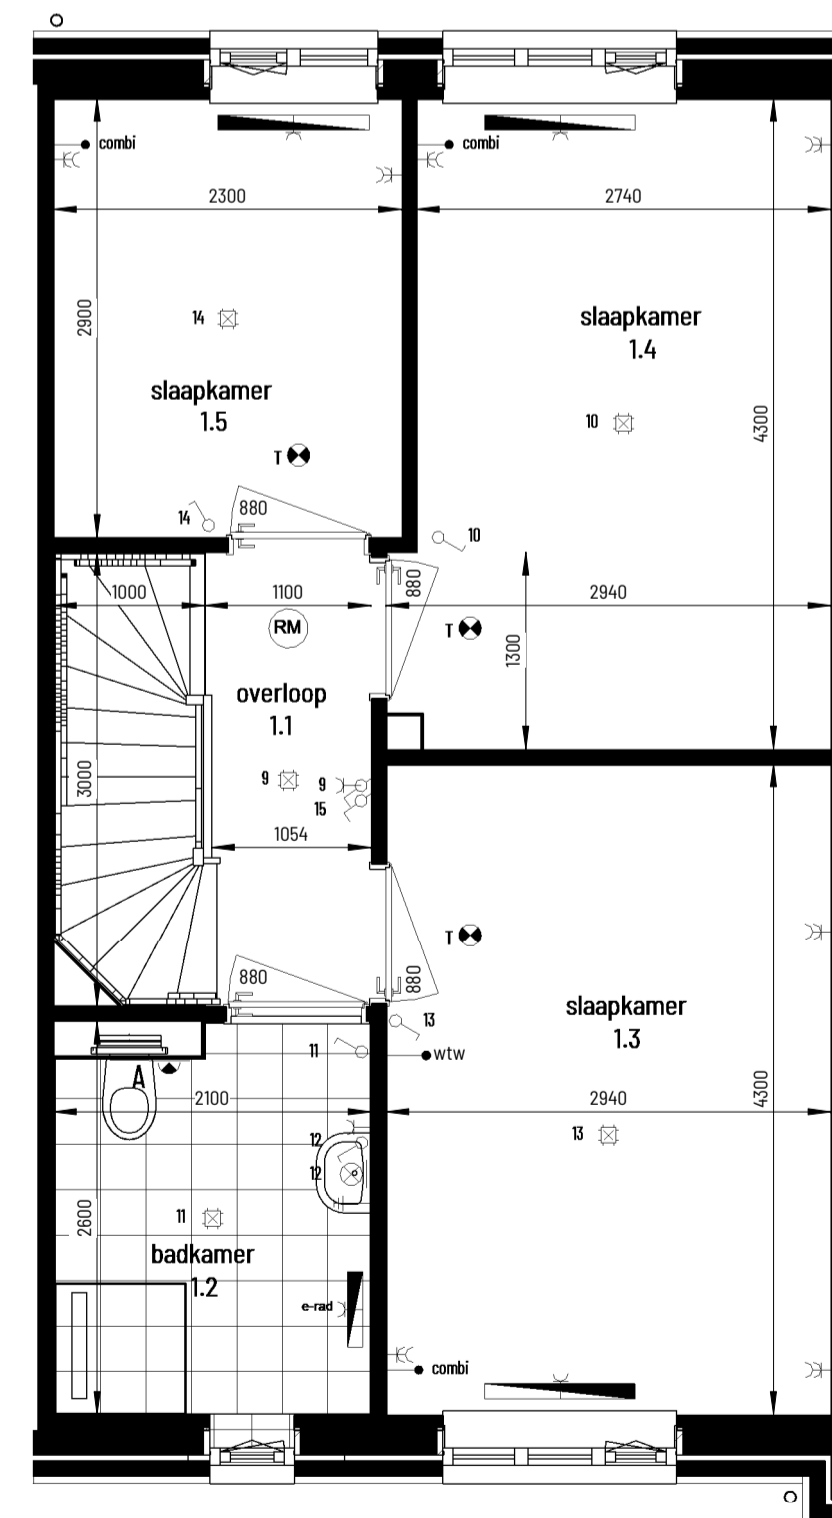 combi
combi
2300
2740
2900
14
slaapkamer
1.5
slaapkamer
1.4
10
4300
T
14
880
10
1000
1100
880
2940
RM
T
1300
overloop
1.1
3000
9
9
15
1054
T
880
880
slaapkamer
1.3
13
11
wtw
A
2100
2940
4300
12
13
12
2600
11
badkamer
1.2
e-rad
combi